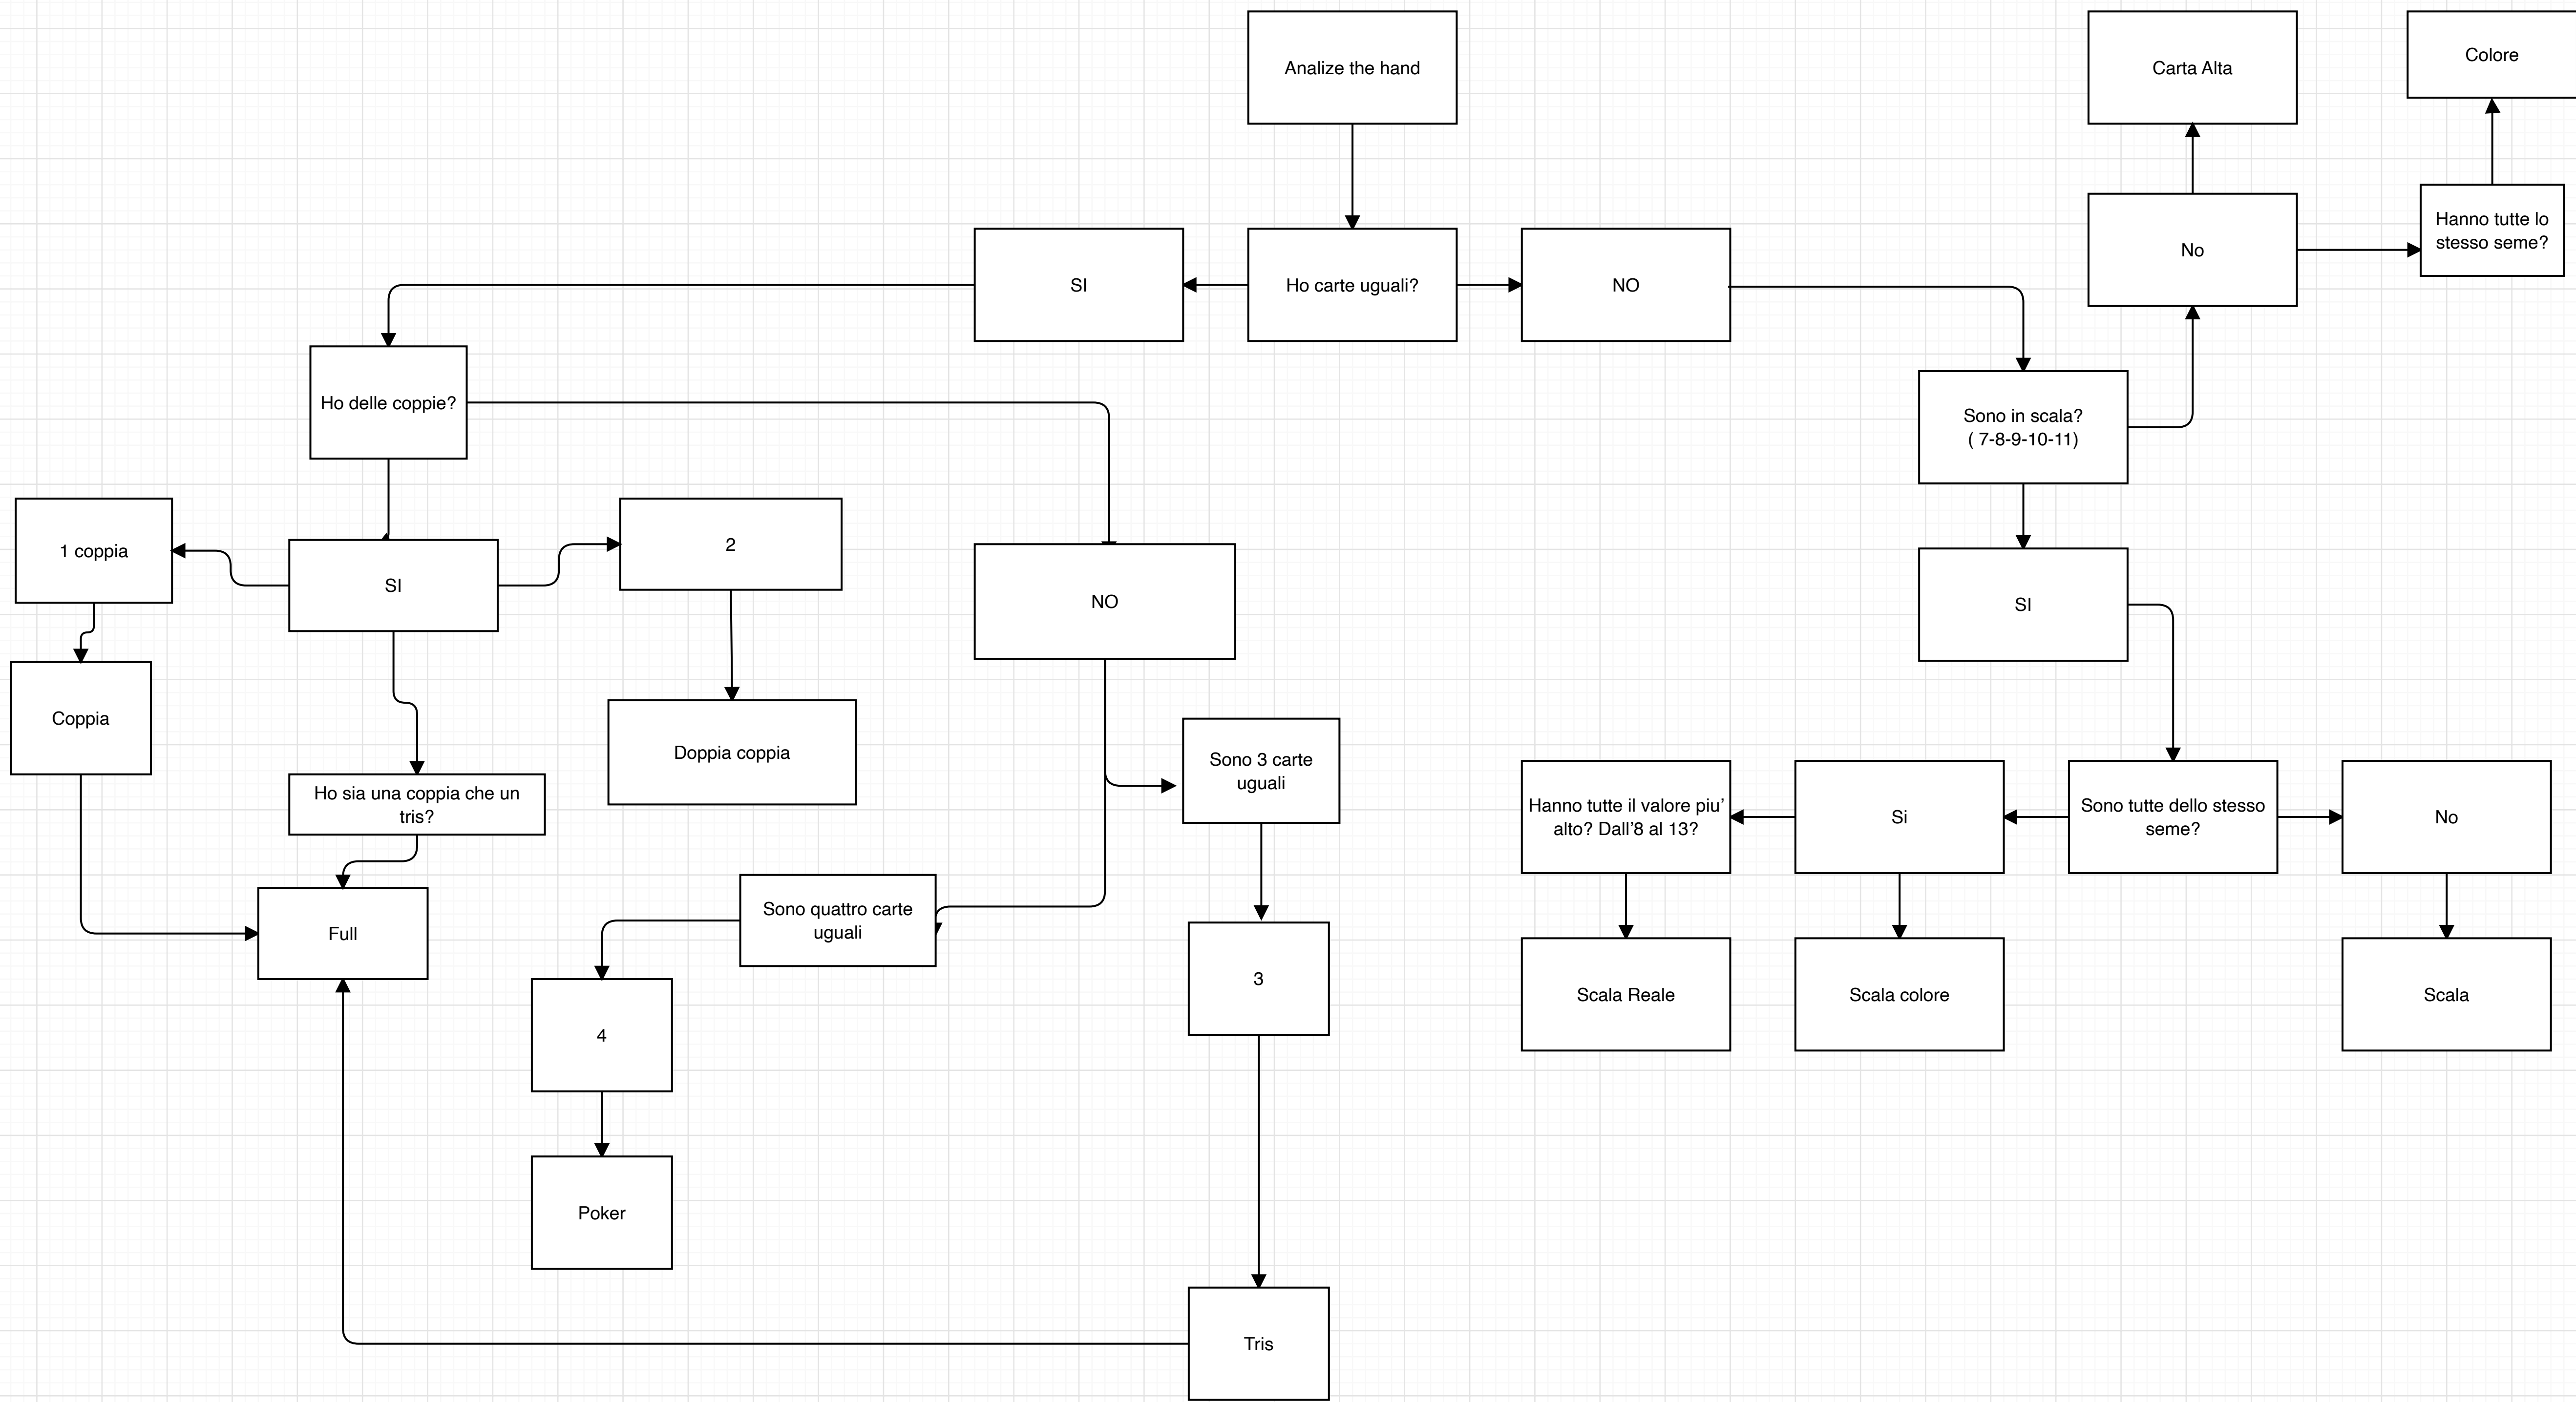 Analize the hand
Carta Alta
Colore
Hanno tutte lo
stesso seme?
No
SI
Ho carte uguali?
NO
Ho delle coppie?
Sono in scala?
( 7-8-9-10-11)
1 coppia
SI
2
NO
SI
Coppia
Doppia coppia
Sono 3 carte
uguali
Ho sia una coppia che un
tris?
Hanno tutte il valore piu’
alto? Dall’8 al 13?
Si
Sono tutte dello stesso
seme?
No
Full
Sono quattro carte
uguali
3
Scala Reale
Scala colore
Scala
4
Poker
Tris